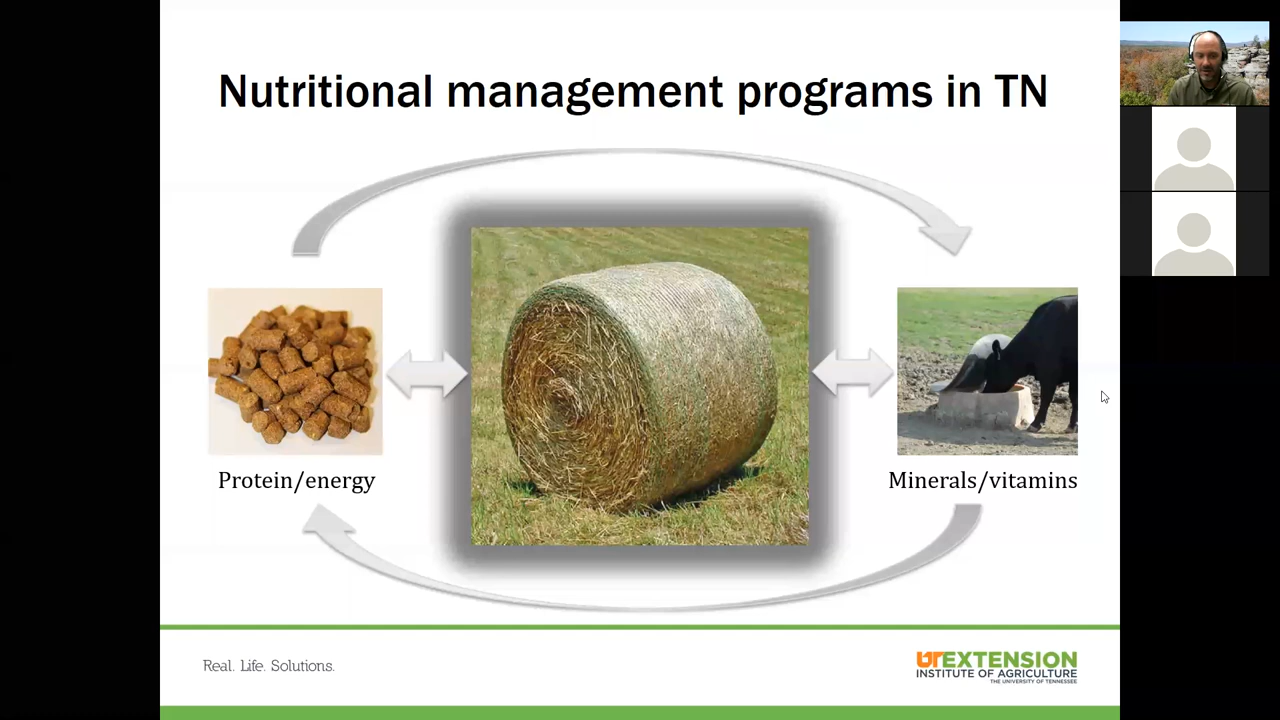 Nutritional management programs in TN
Protein/energy
Minerals/vitamins
Real. Life. Solutions.
UTEXTENSION
INSTITUTE OF AGRICULTURE
THE UNIVERSITY OF TENNESSEE